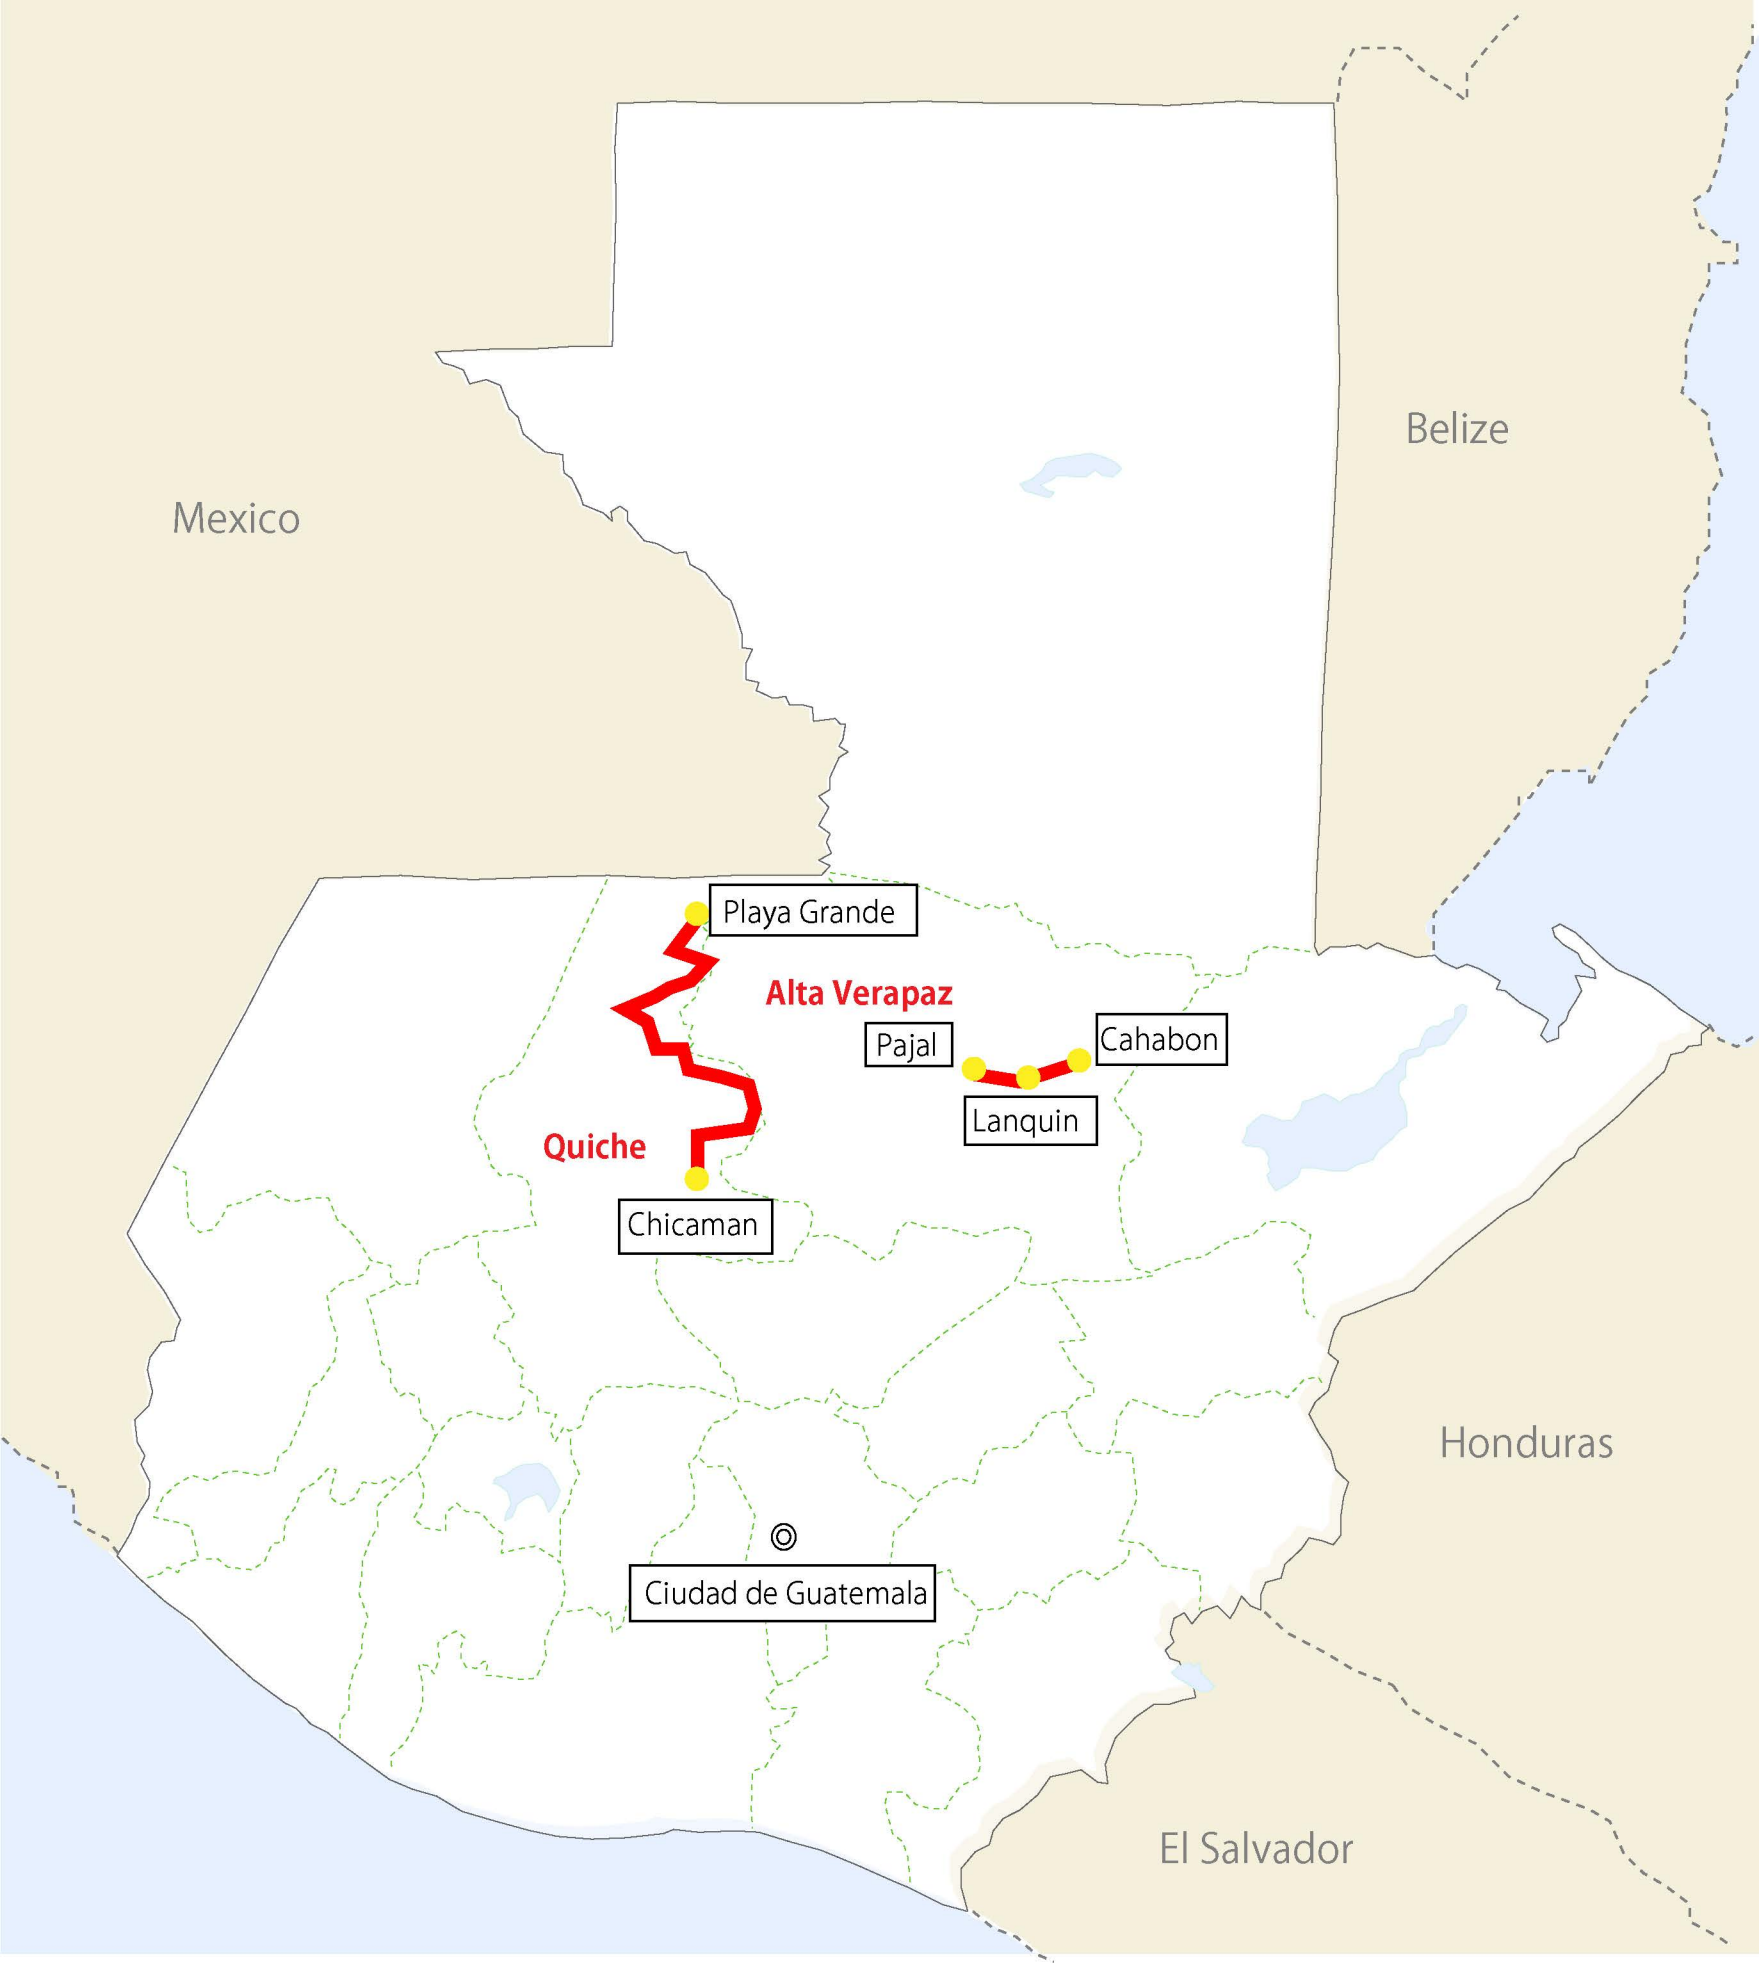 Belize
Mexico
Playa Grande
Alta Verapaz
Pajal
Cahabon
Lanquin
Quiche
Chicaman
Honduras
Ciudad de Guatemala
El Salvador